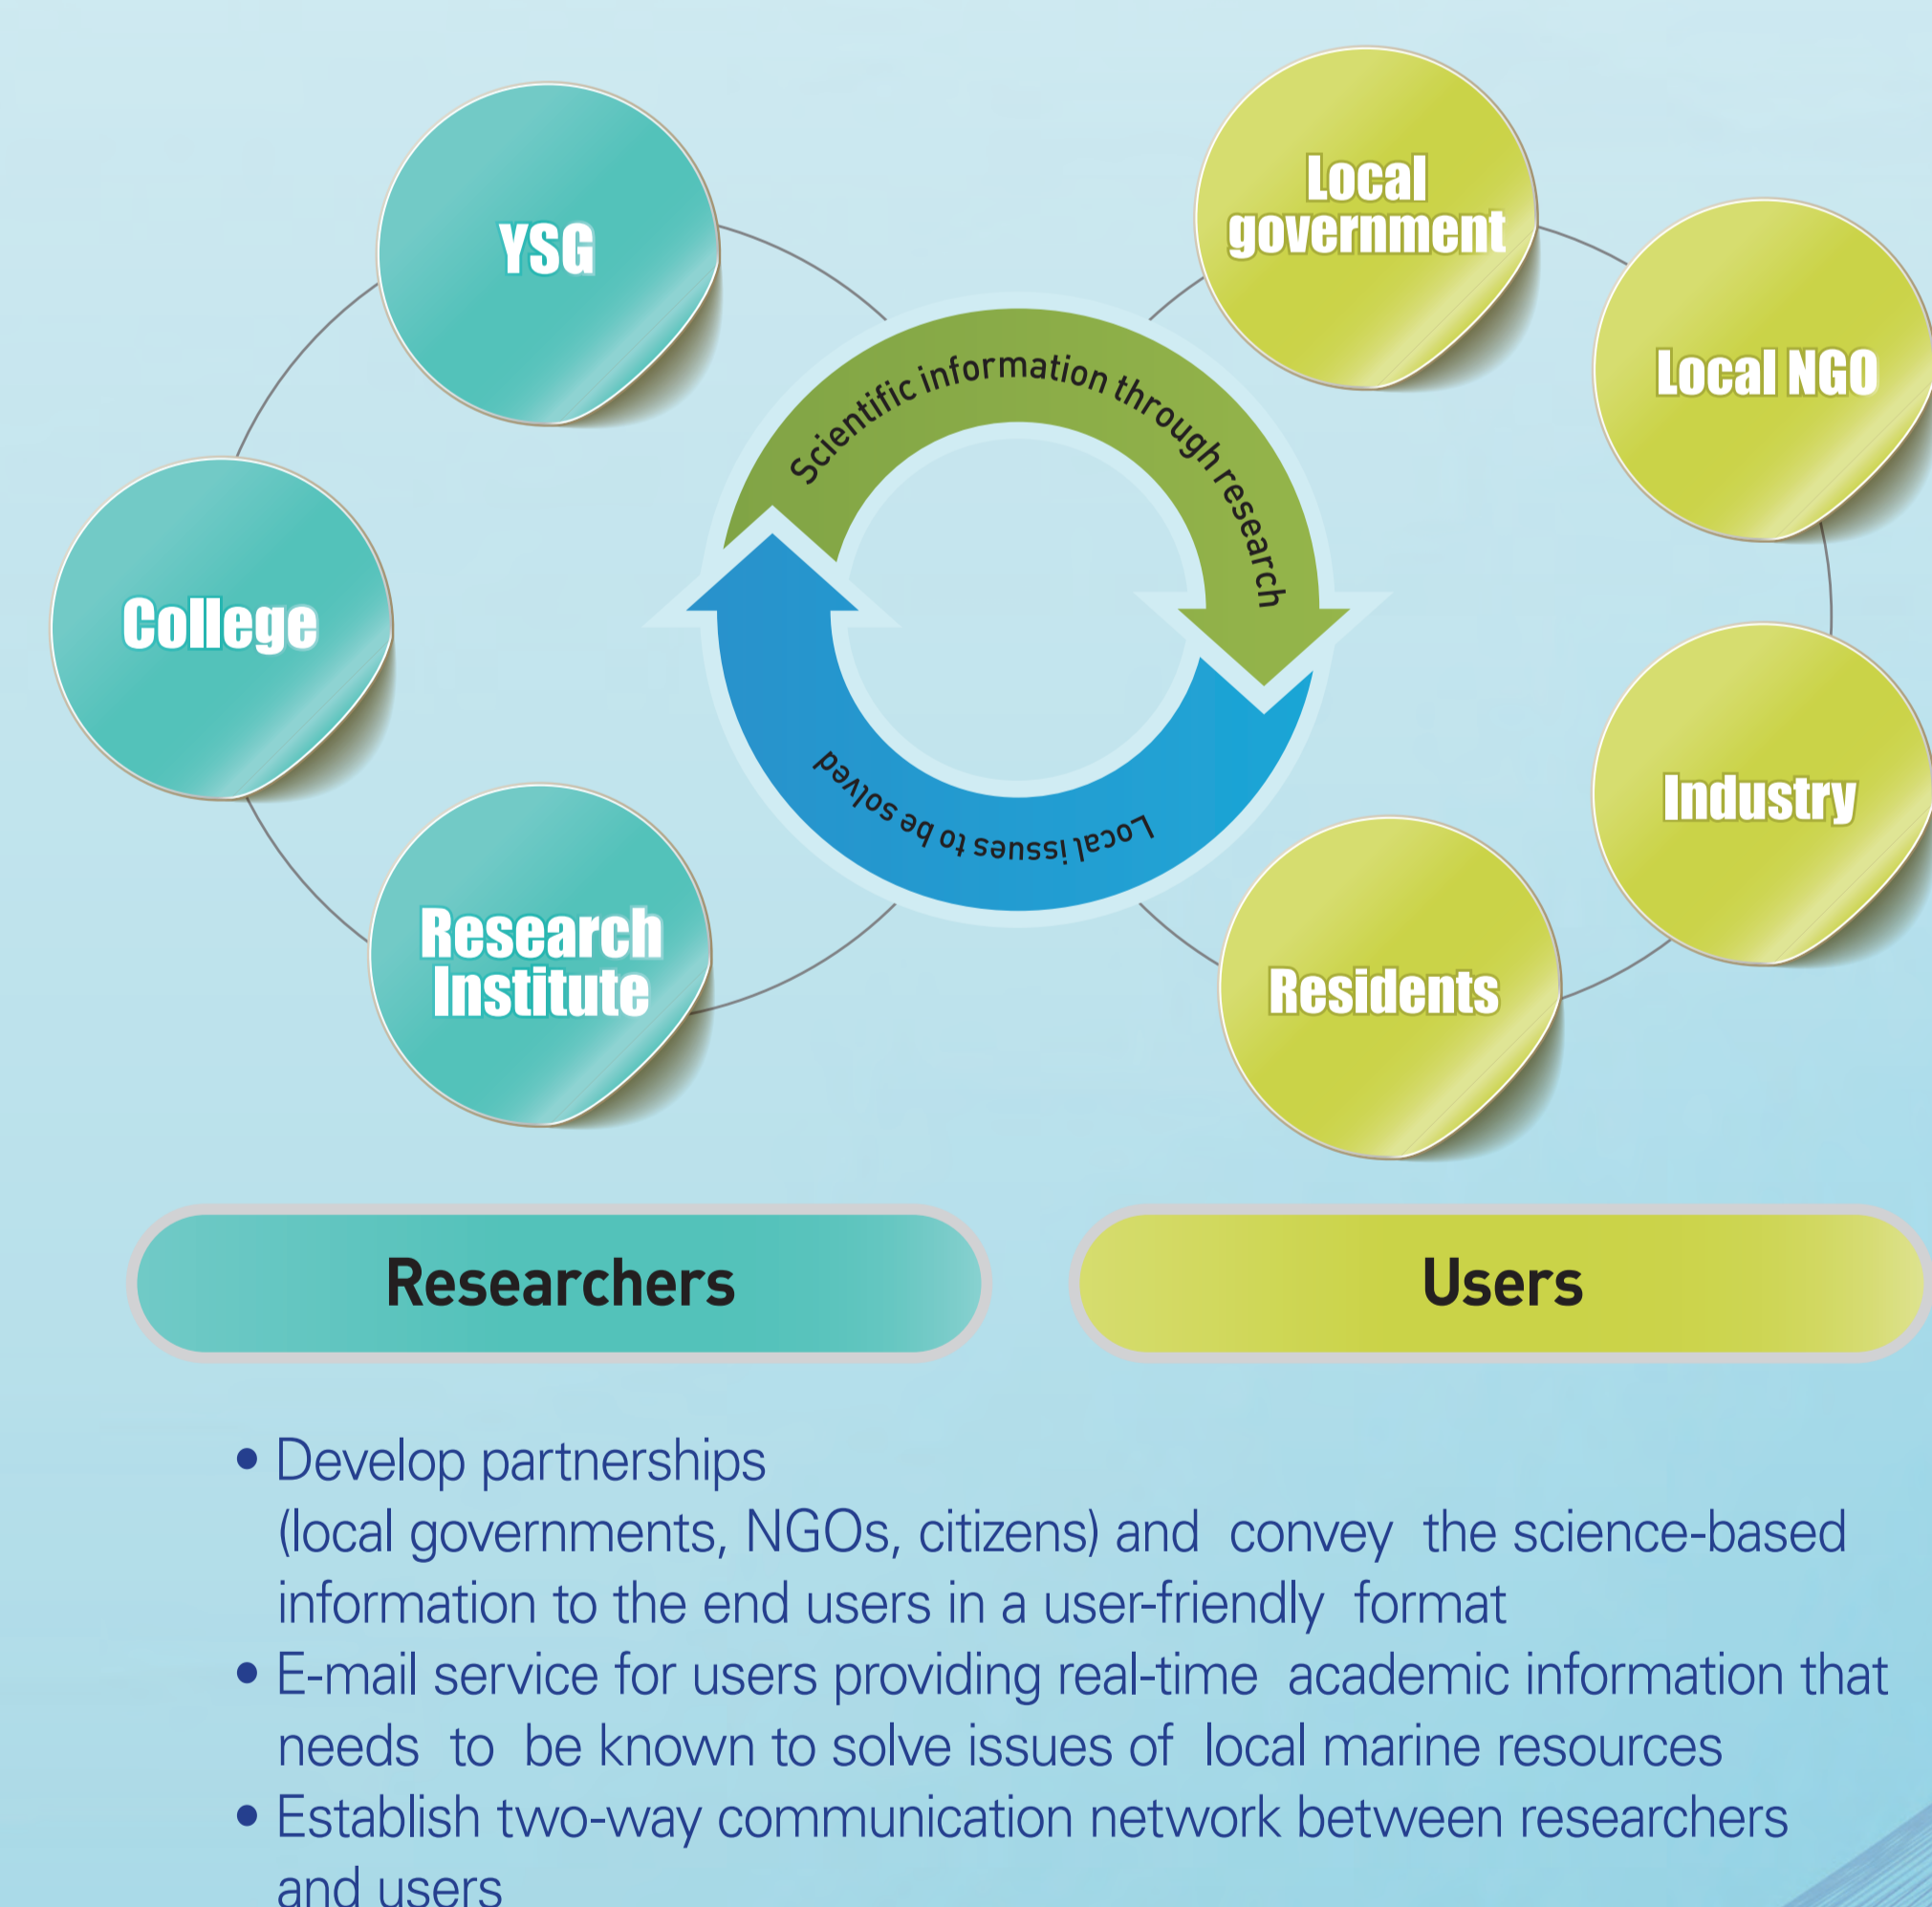 YSG
College
Research
Institute
Scientific information through research
Local issues to be solved
Local
government
Local NGO
Industry
Residents
Researchers
Users
• Develop partnerships
(local governments, NGOs, citizens) and convey the science-based
information to the end users in a user-friendly format
• E-mail service for users providing real-time academic information that
needs to be known to solve issues of local marine resources
• Establish two-way communication network between researchers
and users